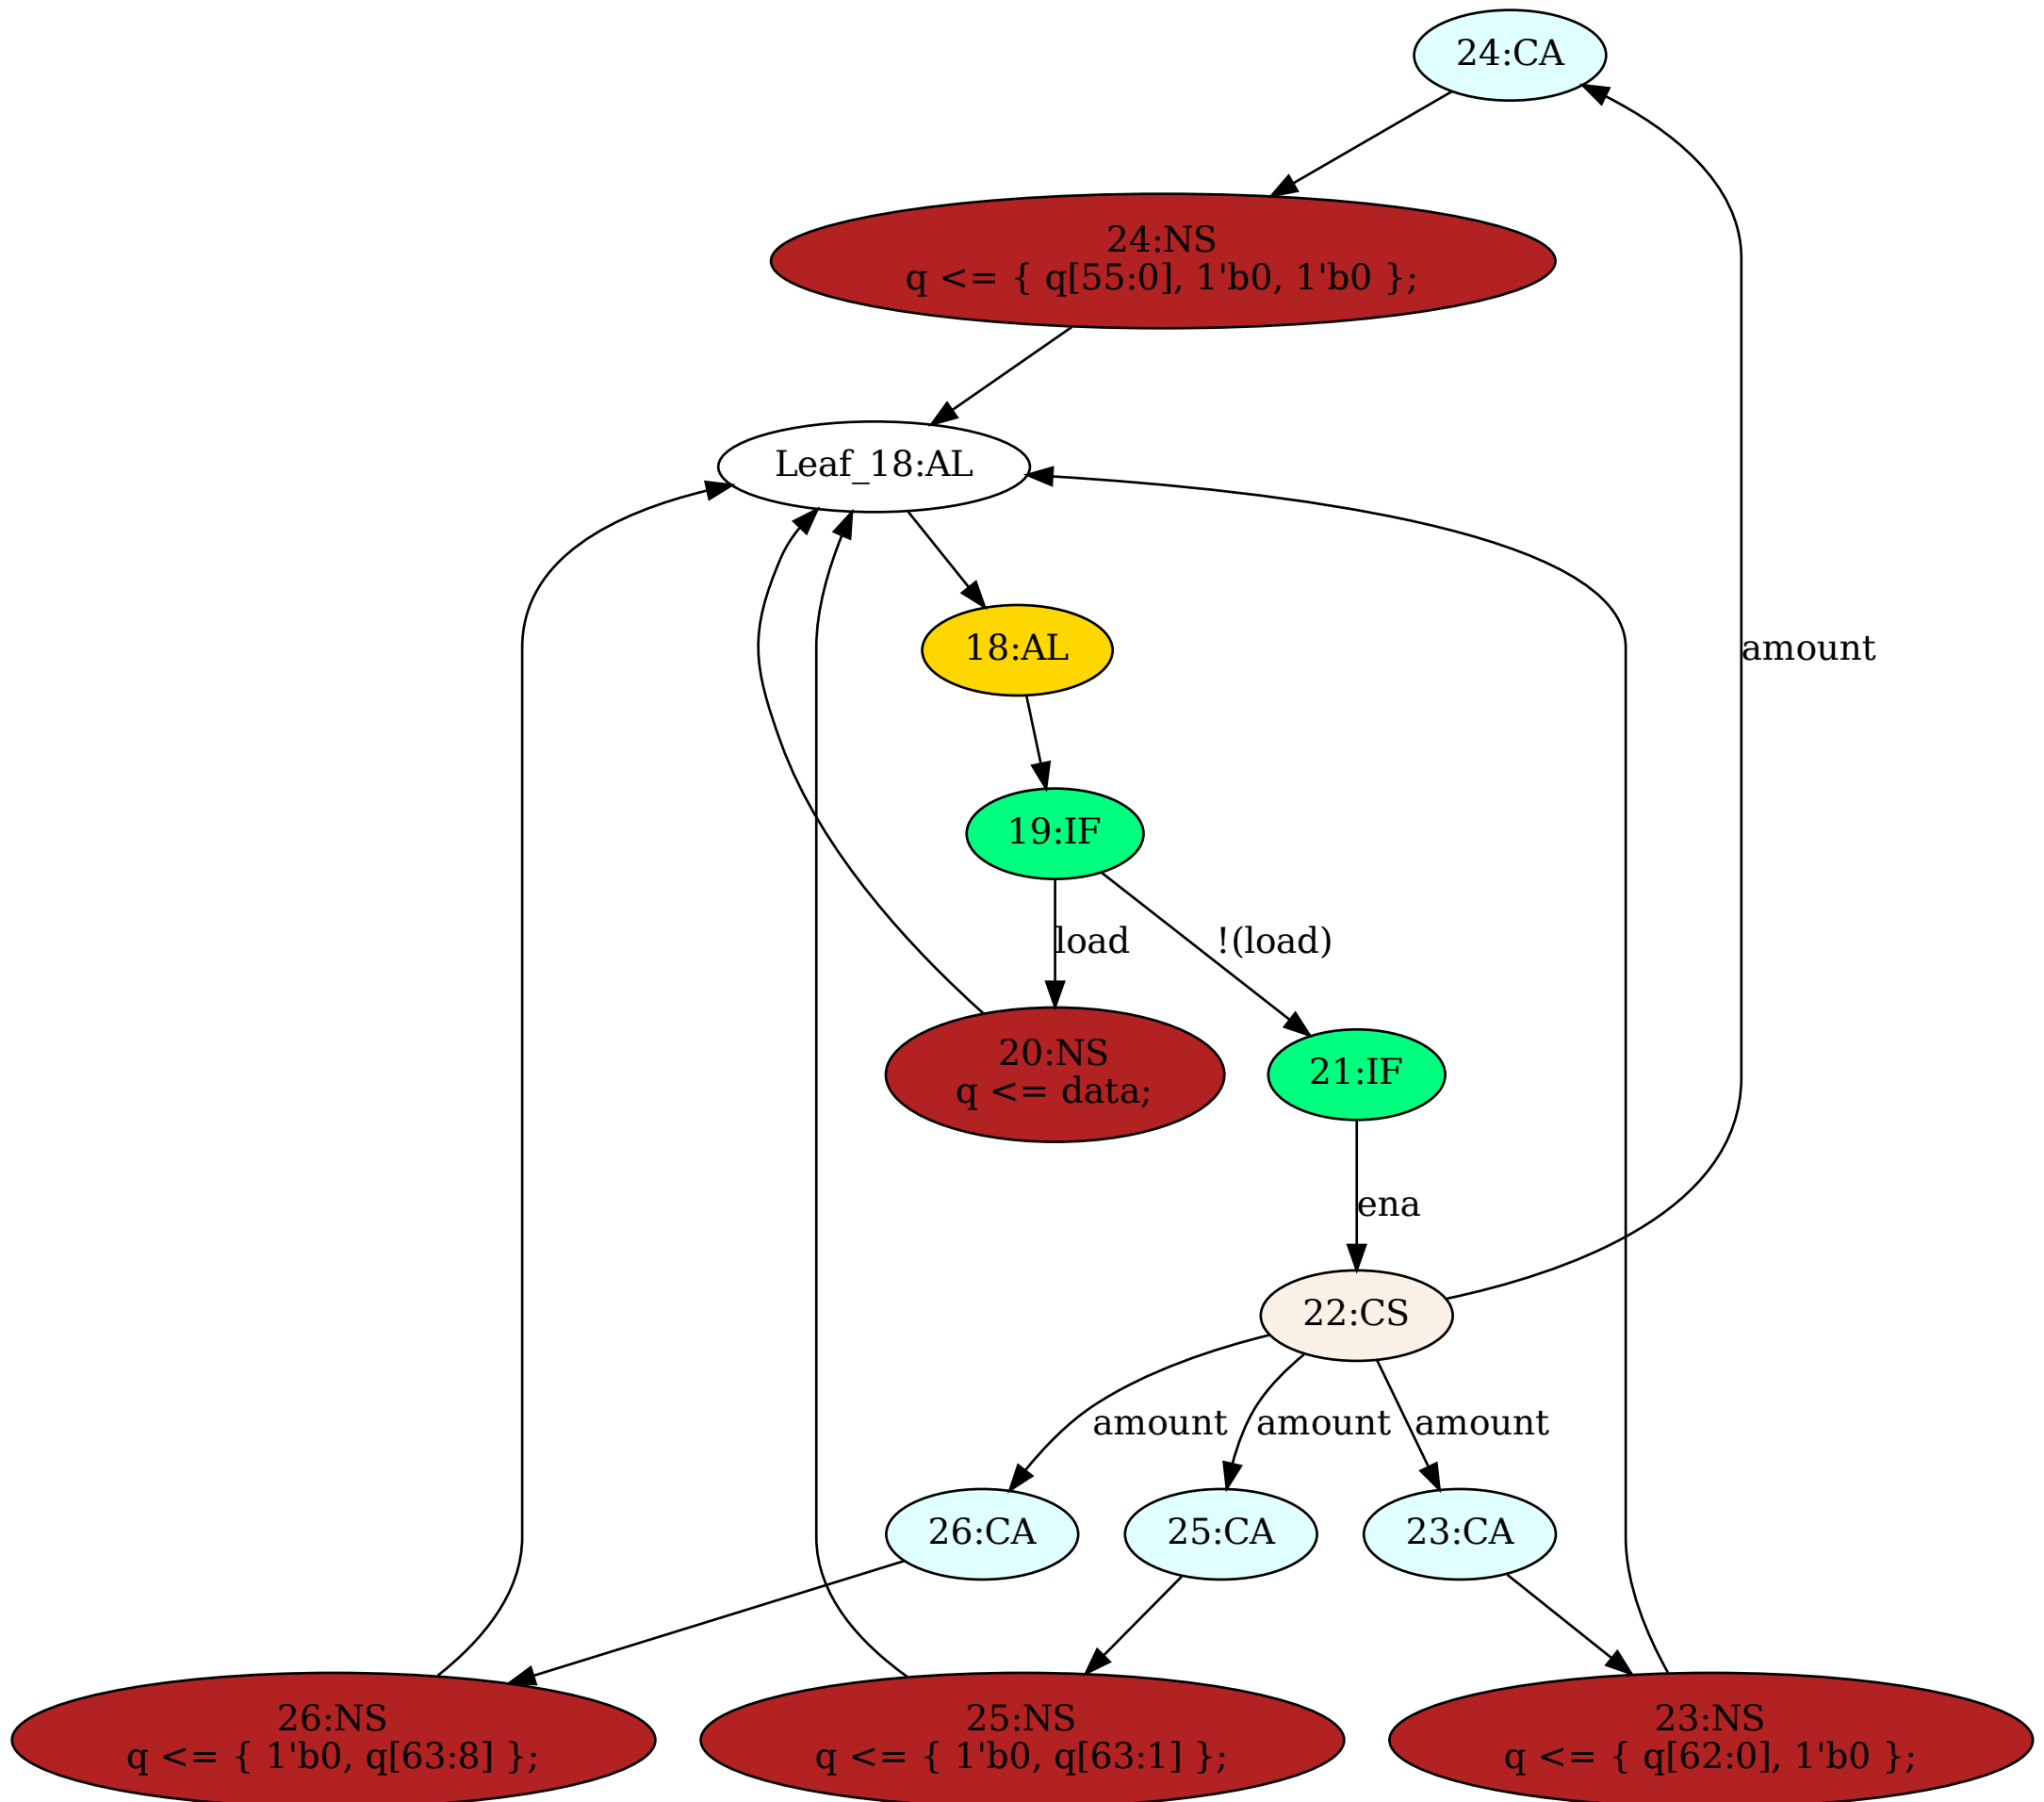 24:CA
24:NS
q <= { q[55:0], 1'b0, 1'b0 };
Leaf_18:AL
18:AL
amount
19:IF
load
!(load)
20:NS
q <= data;
21:IF
ena
22:CS
amount
amount
amount
26:CA
25:CA
23:CA
26:NS
q <= { 1'b0, q[63:8] };
25:NS
q <= { 1'b0, q[63:1] };
23:NS
q <= { q[62:0], 1'b0 };